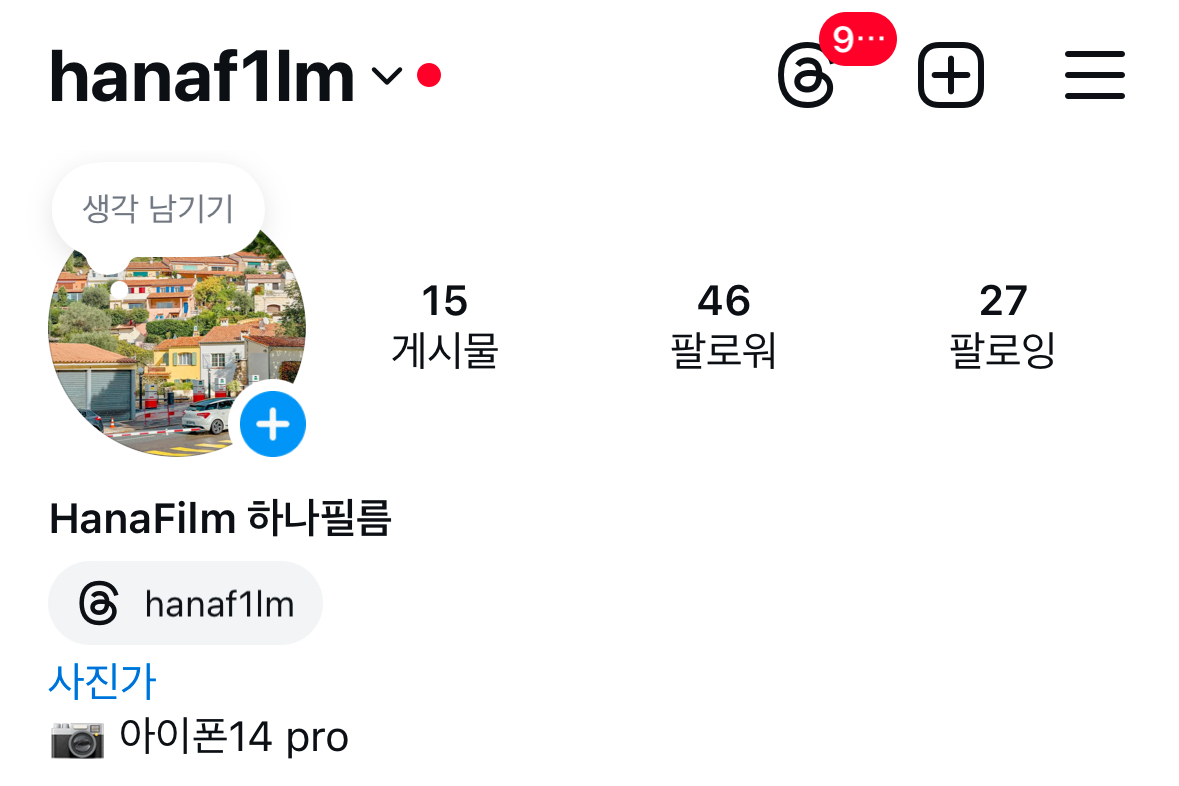 hanaf1lm
9···
생각 남기기
15 46 27
게시물 팔로워 팔로잉
HanaFilm 하나필름
hanaf1lm
사진가
아이폰14 pro